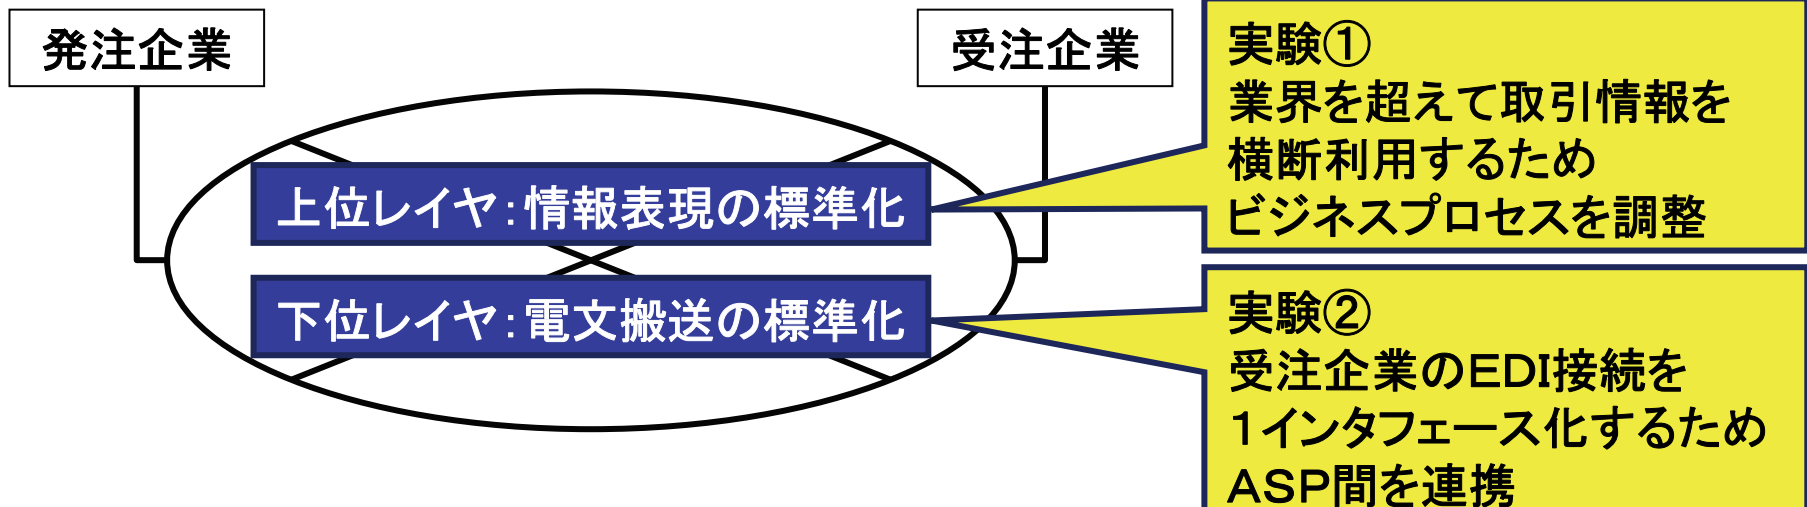 発注企業
受注企業
上位レイヤ：情報表現の標準化
下位レイヤ：電文搬送の標準化
実験①
業界を超えて取引情報を
横断利用するため
ビジネスプロセスを調整
実験②
受注企業のEDI接続を
１インタフェース化するため
ASP間を連携